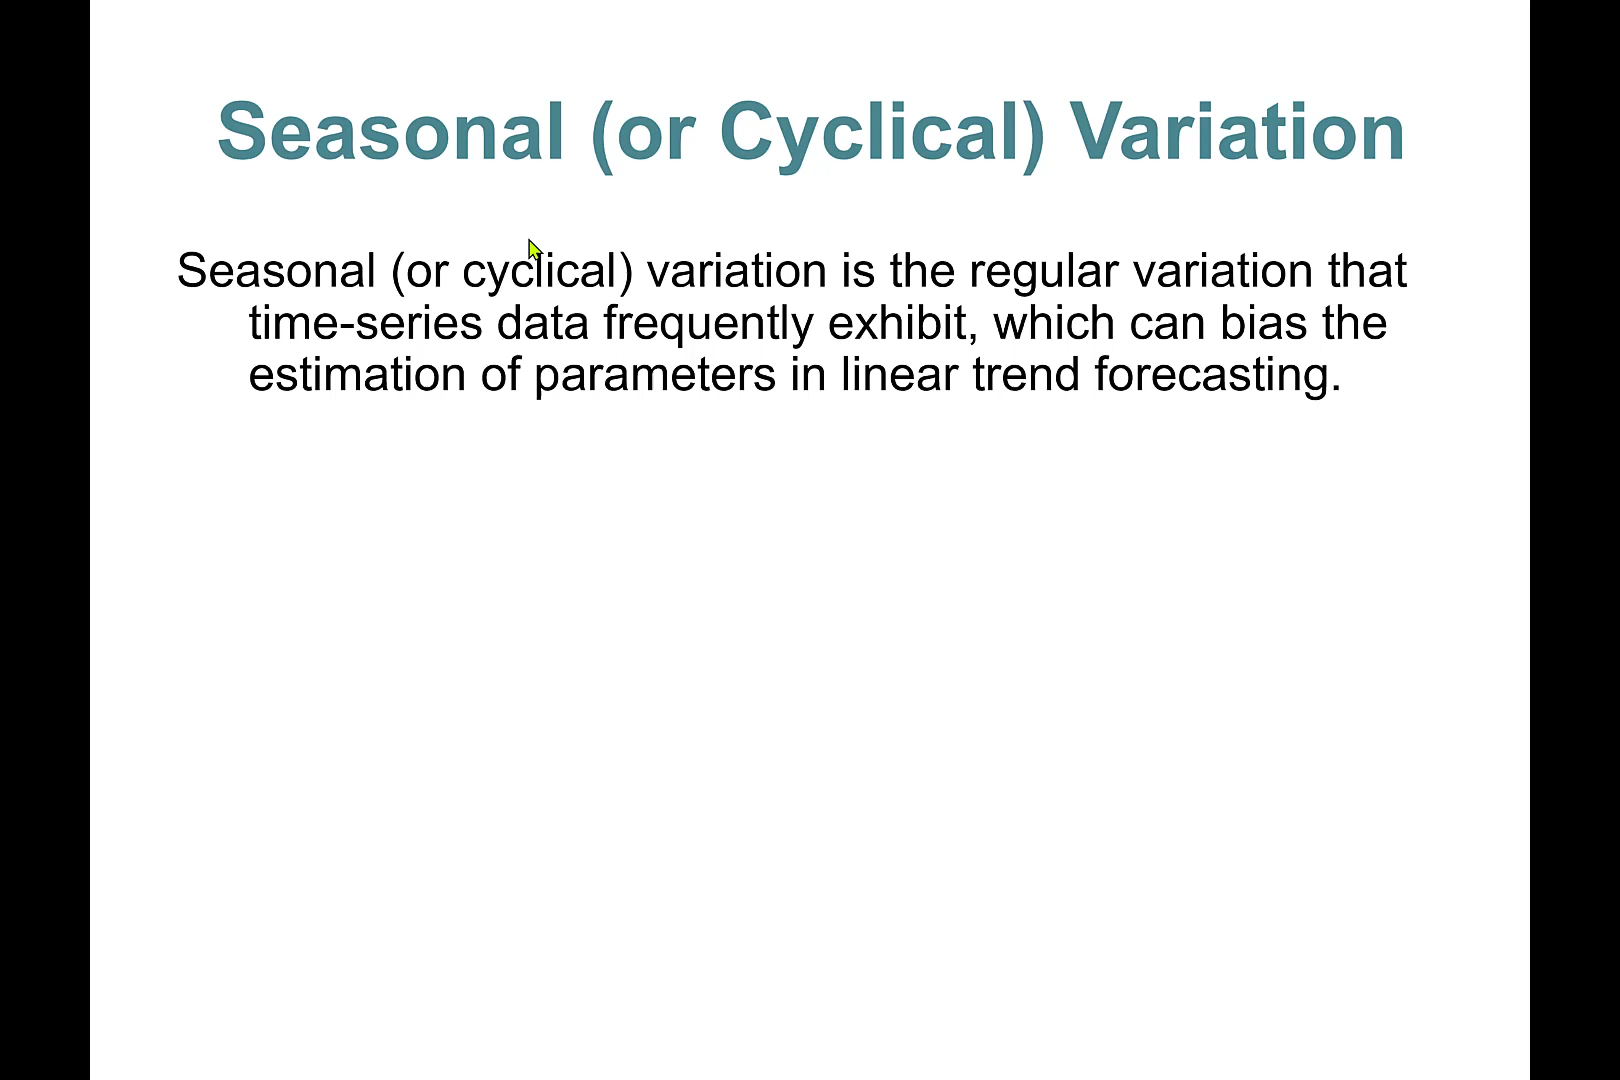 Seasonal (or Cyclical) Variation
Seasonal (or cyclical) variation is the regular variation that
time-series data frequently exhibit, which can bias the
estimation of parameters in linear trend forecasting.